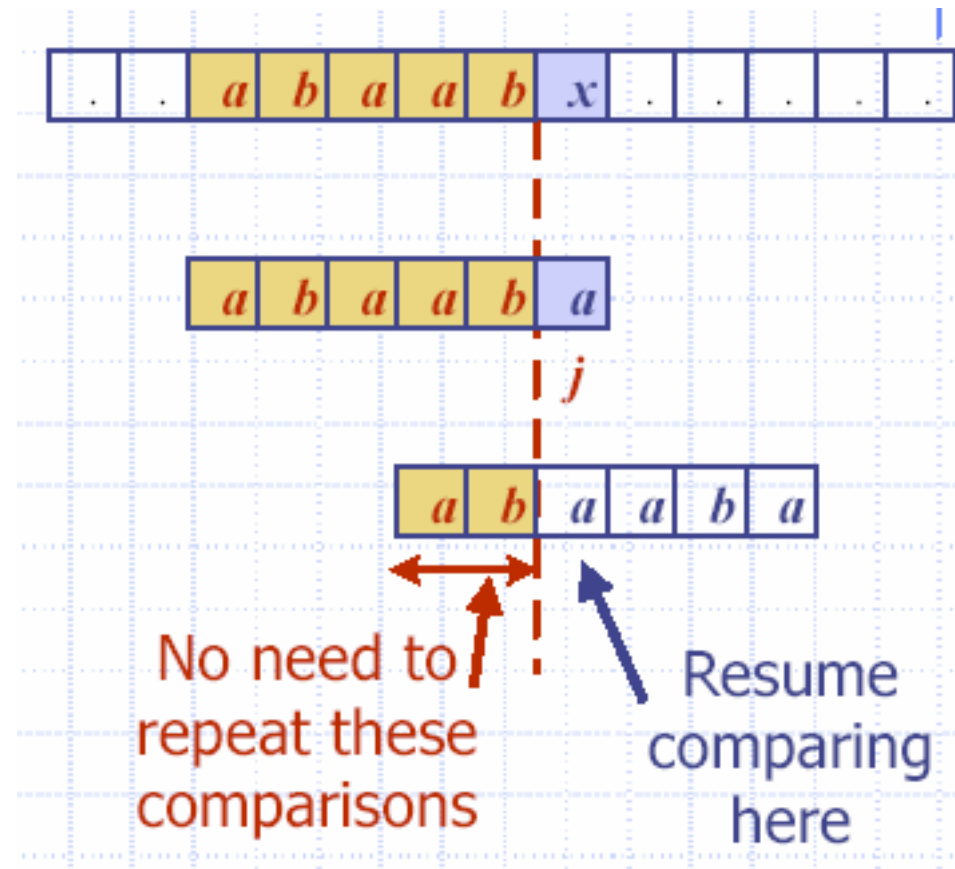 . . a b a a b x . . . . .
a b a a b a
j
a b a a b a
No need to
repeat these
comparisons
Resume
comparing
here